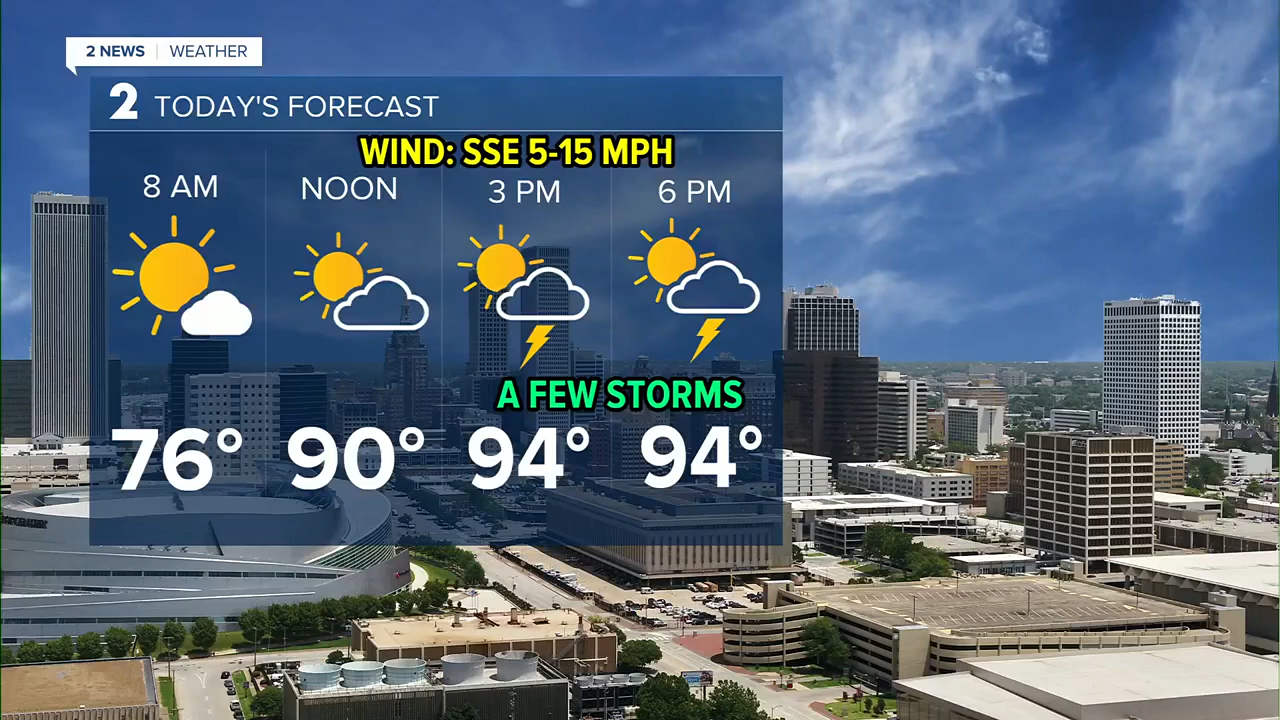 2 NEWS | WEATHER
2 TODAY'S FORECAST
WIND: SSE 5-15 MPH
8 AM NOON 3 PM 6 PM
A FEW STORMS
76° 90° 94° 94°